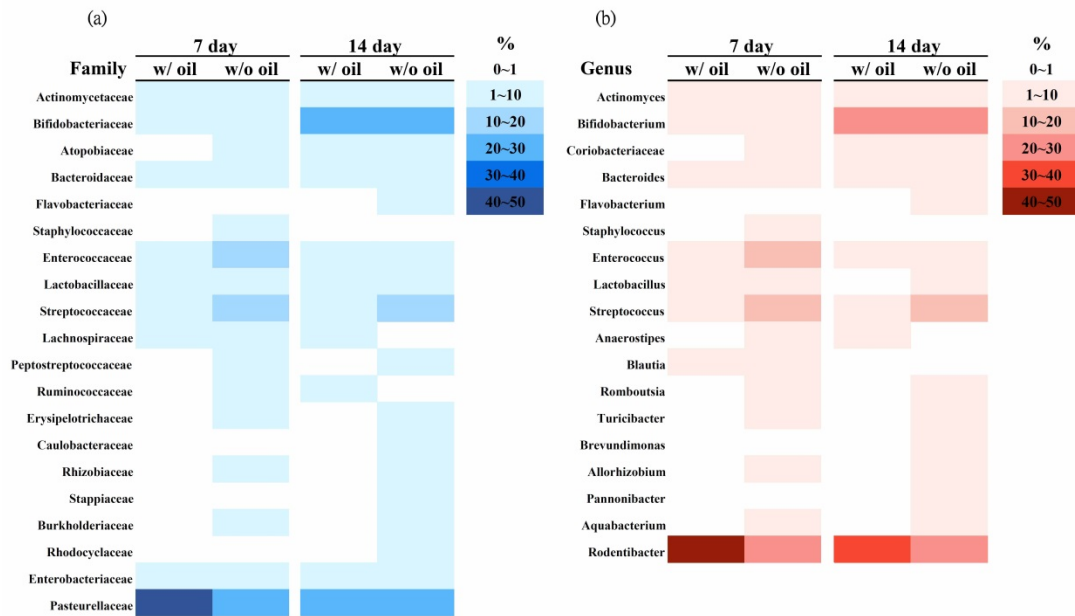 (a)
7 day 14 day %
Family w/ oil w/o oil w/ oil w/o oil 0~1
Actinomycetaceae 1~10
Bifidobacteriaceae 10~20
Atopobiaceae 20~30
Bacteroidaceae 30~40
Flavobacteriaceae 40~50
Staphylococcaceae
Enterococcaceae
Lactobacillaceae
Streptococcaceae
Lachnospiraceae
Peptostreptococcaceae
Ruminococcaceae
Erysipelotrichaceae
Caulobacteraceae
Rhizobiaceae
Stappiaceae
Burkholderiaceae
Rhodocyclaceae
Enterobacteriaceae
Pasteurellaceae
(b)
7 day 14 day %
Genus w/ oil w/o oil w/ oil w/o oil 0~1
Actinomyces 1~10
Bifidobacterium 10~20
Coriobacteriaceae 20~30
Bacteroides 30~40
Flavobacterium 40~50
Staphylococcus
Enterococcus
Lactobacillus
Streptococcus
Anaerostipes
Blautia
Romboutsia
Turicibacter
Brevundimonas
Allorhizobium
Pannonibacter
Aquabacterium
Rodentibacter